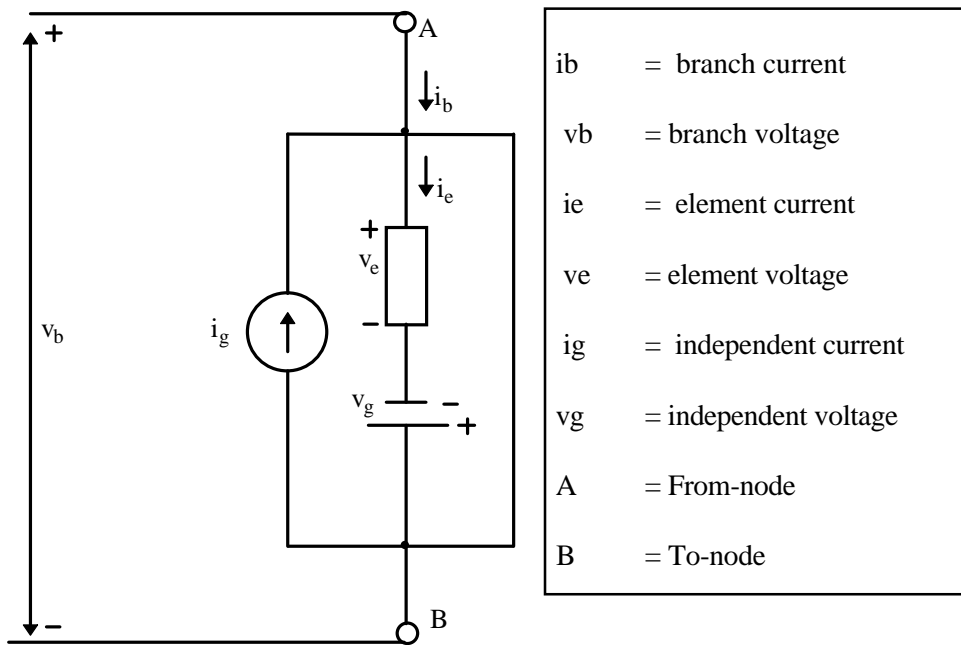 +
A
i_b
i_e
+
v_e
−
i_g
v_b
v_g
−
+
B
−
ib = branch current
vb = branch voltage
ie = element current
ve = element voltage
ig = independent current
vg = independent voltage
A = From-node
B = To-node